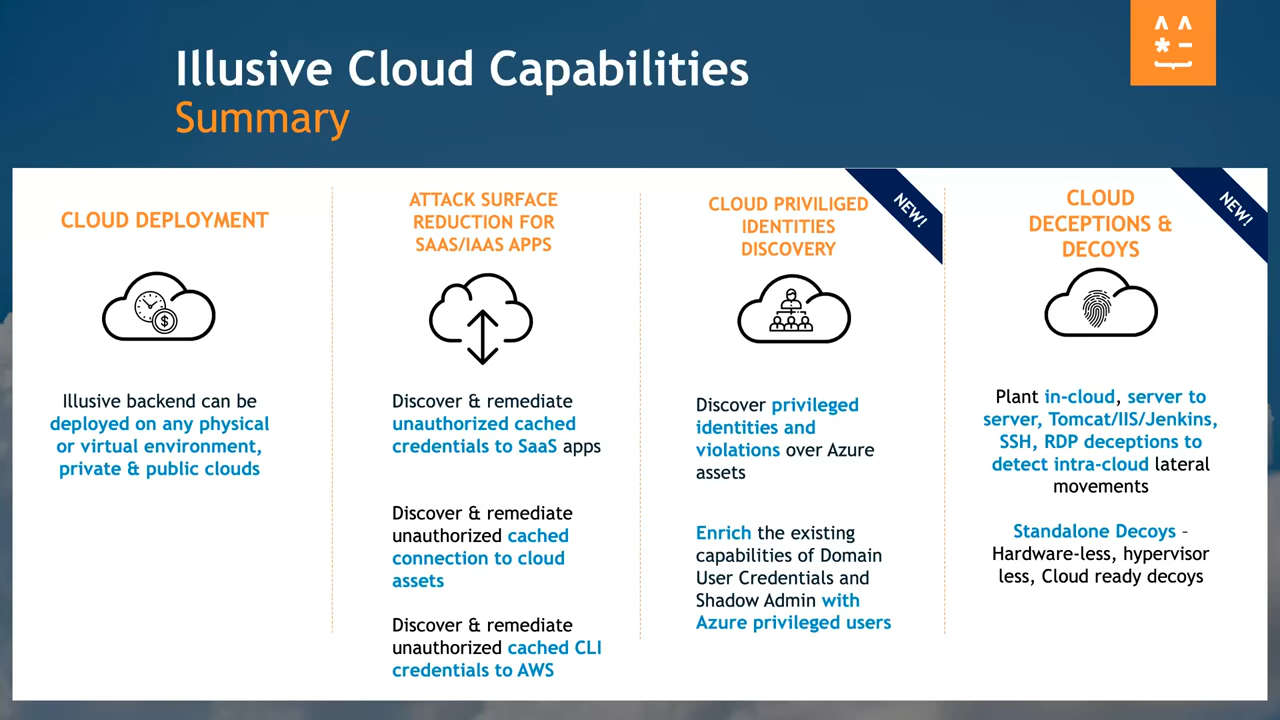 Illusive Cloud Capabilities
Summary
CLOUD DEPLOYMENT
Illusive backend can be
deployed on any physical
or virtual environment,
private & public clouds
ATTACK SURFACE
REDUCTION FOR
SAAS/IAAS APPS
Discover & remediate
unauthorized cached
credentials to SaaS apps
Discover & remediate
unauthorized cached
connection to cloud
assets
Discover & remediate
unauthorized cached CLI
credentials to AWS
CLOUD PRIVILIGED
IDENTITIES
DISCOVERY
NEW!
Discover privileged
identities and
violations over Azure
assets
Enrich the existing
capabilities of Domain
User Credentials and
Shadow Admin with
Azure privileged users
CLOUD
DECEPTIONS &
DECOYS
NEW!
Plant in-cloud, server to
server, Tomcat/IIS/Jenkins,
SSH, RDP deceptions to
detect intra-cloud lateral
movements
Standalone Decoys –
Hardware-less, hypervisor
less, Cloud ready decoys